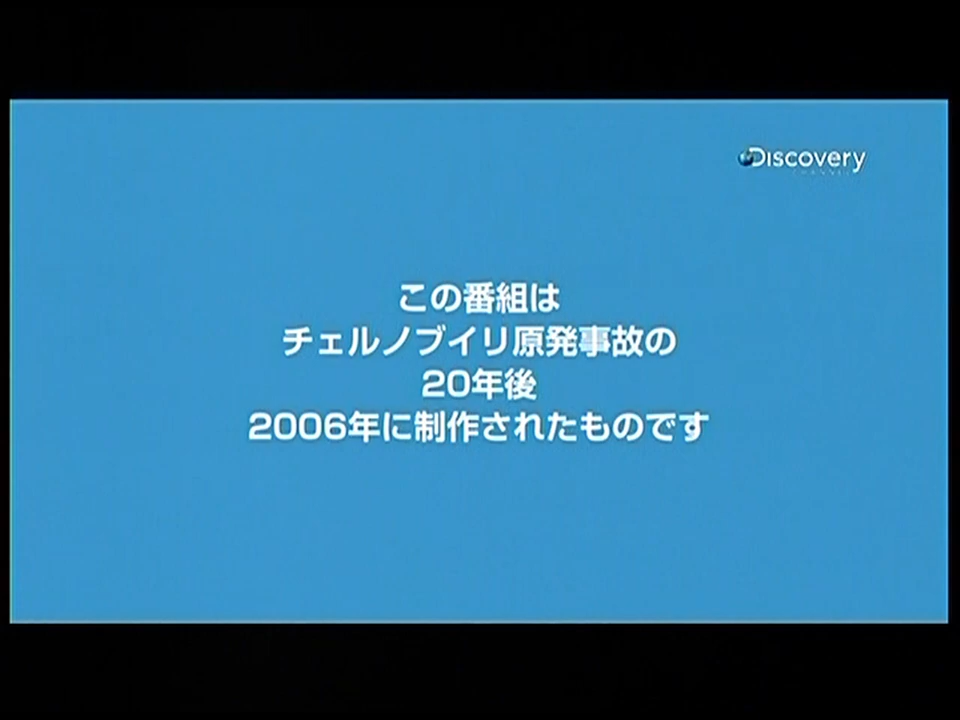 Discovery
CHANNEL
この番組は
チェルノブイリ原発事故の
20年後
2006年に制作されたものです